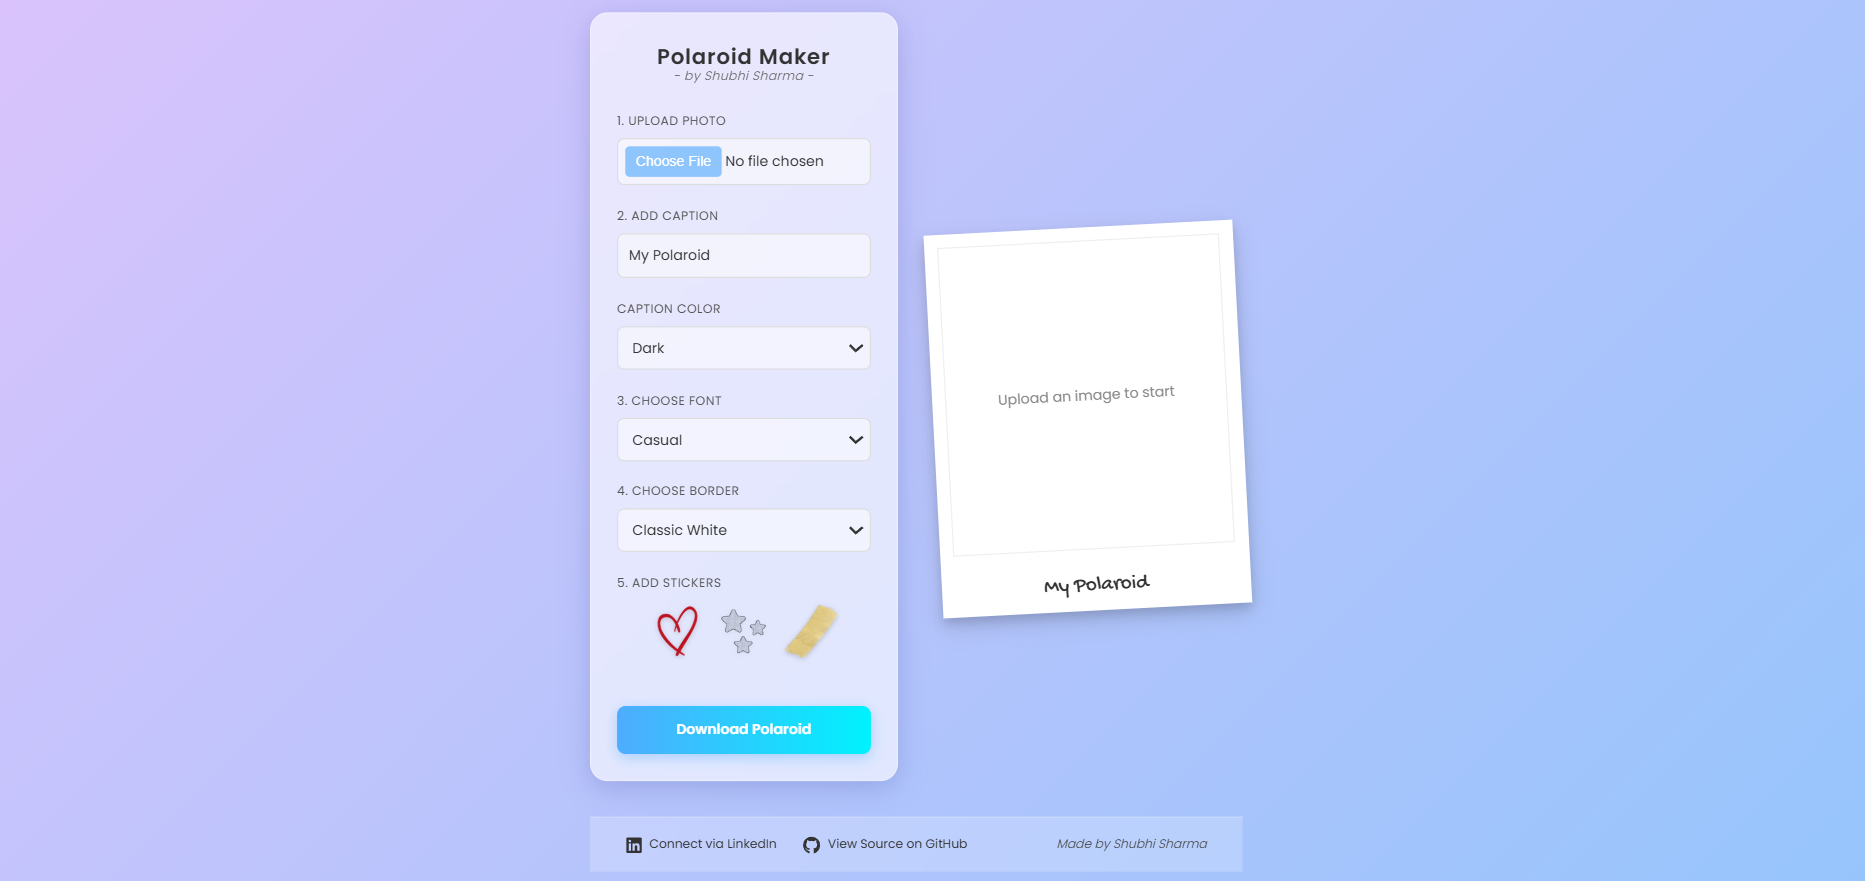 Polaroid Maker
- by Shubhi Sharma -
1. UPLOAD PHOTO
Choose File No file chosen
2. ADD CAPTION
My Polaroid
CAPTION COLOR
Dark
3. CHOOSE FONT
Casual
4. CHOOSE BORDER
Classic White
5. ADD STICKERS
Download Polaroid
Upload an image to start
My Polaroid
Connect via LinkedIn View Source on GitHub Made by Shubhi Sharma